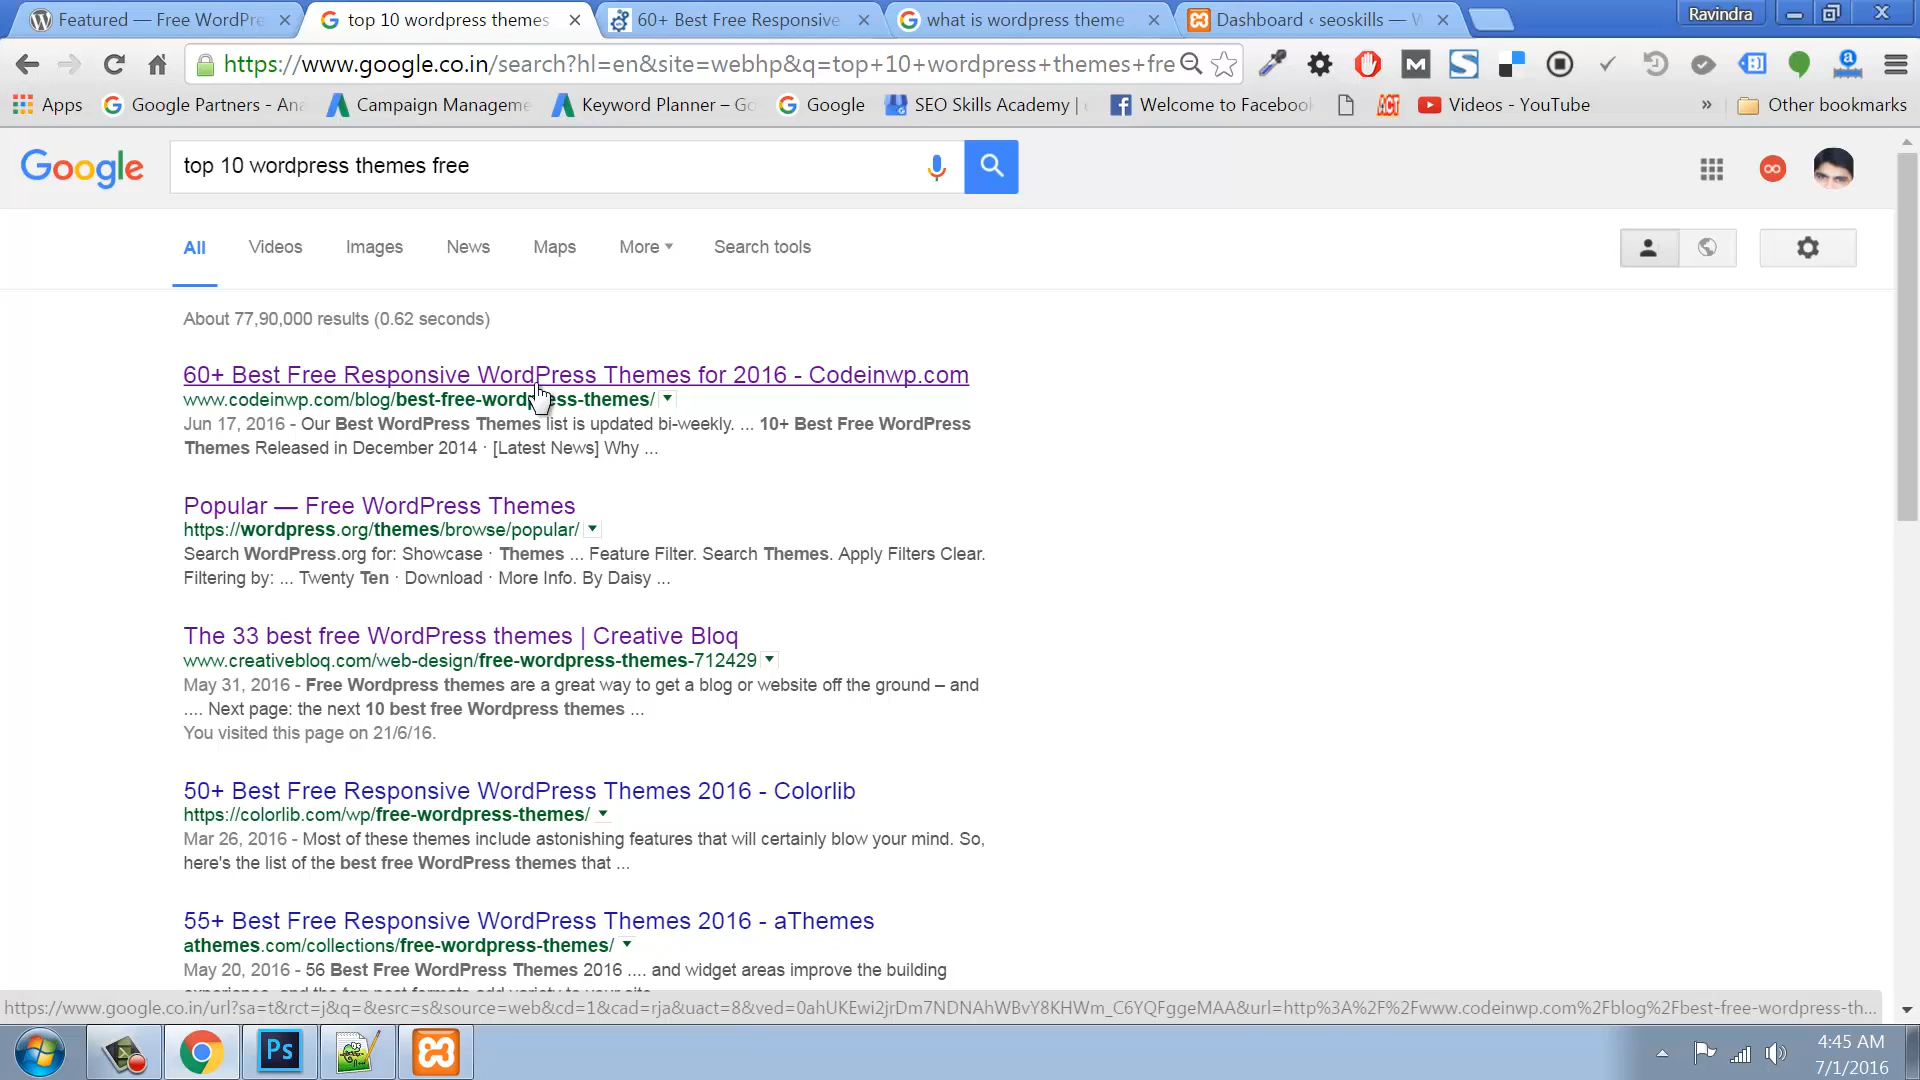 Featured — Free WordPre
top 10 wordpress themes
60+ Best Free Responsive
what is wordpress theme
Dashboard ‹ seoskills — W
Ravindra
https://www.google.co.in/search?hl=en&site=webhp&q=top+10+wordpress+themes+fre
Apps
Google Partners - Ana
Campaign Manageme
Keyword Planner – Go
Google
SEO Skills Academy |
Welcome to Facebook
ACT
Videos - YouTube
»
Other bookmarks
Google
top 10 wordpress themes free
All
Videos
Images
News
Maps
More
Search tools
About 77,90,000 results (0.62 seconds)
60+ Best Free Responsive WordPress Themes for 2016 - Codeinwp.com
www.codeinwp.com/blog/best-free-wordpress-themes/
Jun 17, 2016 - Our Best WordPress Themes list is updated bi-weekly. ... 10+ Best Free WordPress
Themes Released in December 2014 · [Latest News] Why ...
Popular — Free WordPress Themes
https://wordpress.org/themes/browse/popular/
Search WordPress.org for: Showcase · Themes ... Feature Filter. Search Themes. Apply Filters Clear.
Filtering by: ... Twenty Ten · Download · More Info. By Daisy ...
The 33 best free WordPress themes | Creative Bloq
www.creativebloq.com/web-design/free-wordpress-themes-712429
May 31, 2016 - Free Wordpress themes are a great way to get a blog or website off the ground – and
.... Next page: the next 10 best free Wordpress themes ...
You visited this page on 21/6/16.
50+ Best Free Responsive WordPress Themes 2016 - Colorlib
https://colorlib.com/wp/free-wordpress-themes/
Mar 26, 2016 - Most of these themes include astonishing features that will certainly blow your mind. So,
here's the list of the best free WordPress themes that ...
55+ Best Free Responsive WordPress Themes 2016 - aThemes
athemes.com/collections/free-wordpress-themes/
May 20, 2016 - 56 Best Free WordPress Themes 2016 .... and widget areas improve the building
https://www.google.co.in/url?sa=t&rct=j&q=&esrc=s&source=web&cd=1&cad=rja&uact=8&ved=0ahUKEwi2jrDm7NDNAhWBvY8KHWm_C6YQFggeMAA&url=http%3A%2F%2Fwww.codeinwp.com%2Fblog%2Fbest-free-wordpress-th...
Ps
4:45 AM
7/1/2016